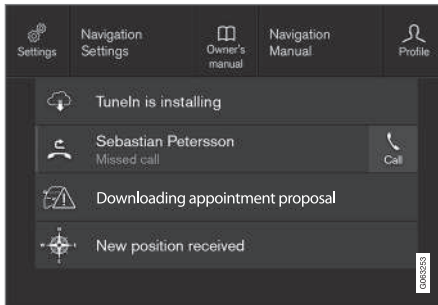 Settings
Navigation
Settings
Owner's
manual
Navigation
Manual
Profile
TuneIn is installing
Sebastian Petersson
Missed call
Call
Downloading appointment proposal
New position received
G063253